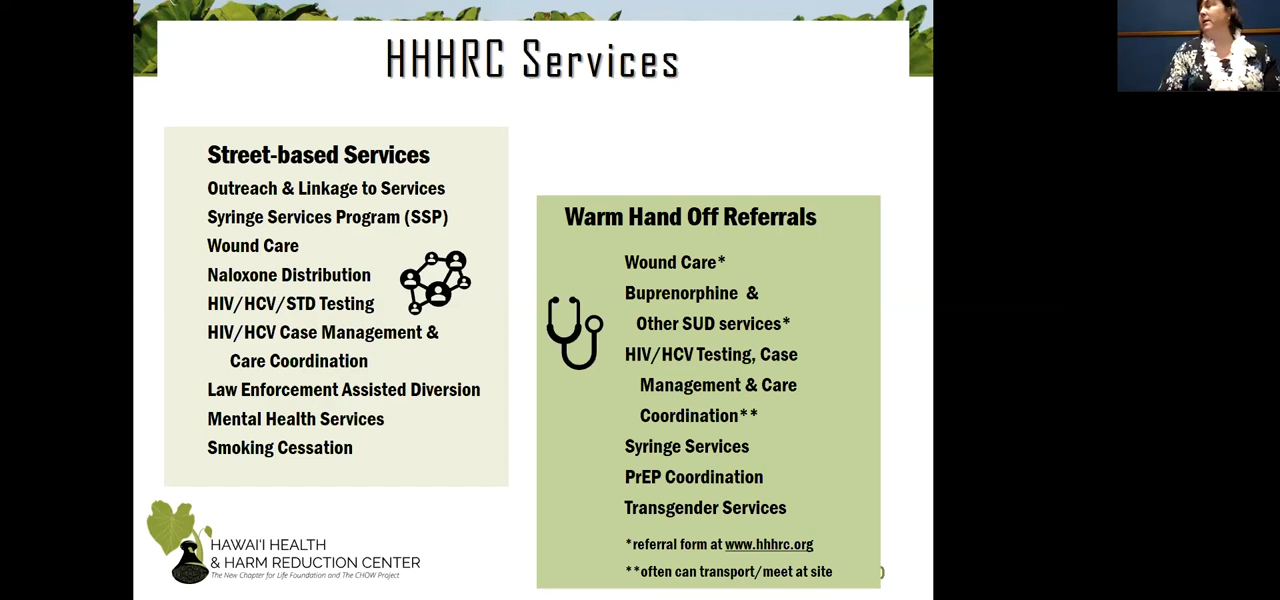 HHHRC Services
Street-based Services
Outreach & Linkage to Services
Syringe Services Program (SSP)
Wound Care
Naloxone Distribution
HIV/HCV/STD Testing
HIV/HCV Case Management &
Care Coordination
Law Enforcement Assisted Diversion
Mental Health Services
Smoking Cessation
Warm Hand Off Referrals
Wound Care*
Buprenorphine &
Other SUD services*
HIV/HCV Testing, Case
Management & Care
Coordination**
Syringe Services
PrEP Coordination
Transgender Services
*referral form at www.hhhrc.org
**often can transport/meet at site
HAWAI'I HEALTH
& HARM REDUCTION CENTER
The New Chapter for Life Foundation and The CHOW Project